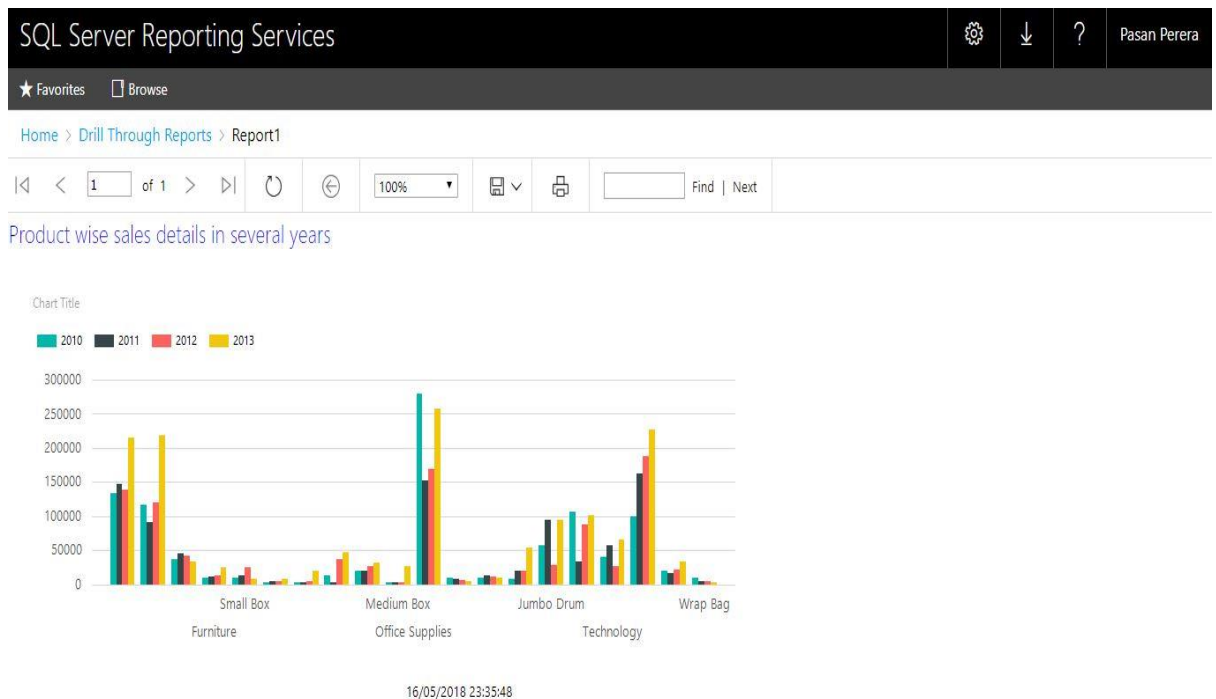 SQL Server Reporting Services
? Pasan Perera
Favorites Browse
Home > Drill Through Reports > Report1
1 of 1 100% Find | Next
Product wise sales details in several years
Chart Title
2010 2011 2012 2013
300000
250000
200000
150000
100000
50000
0
Small Box Medium Box Jumbo Drum Wrap Bag
Furniture Office Supplies Technology
16/05/2018 23:35:48